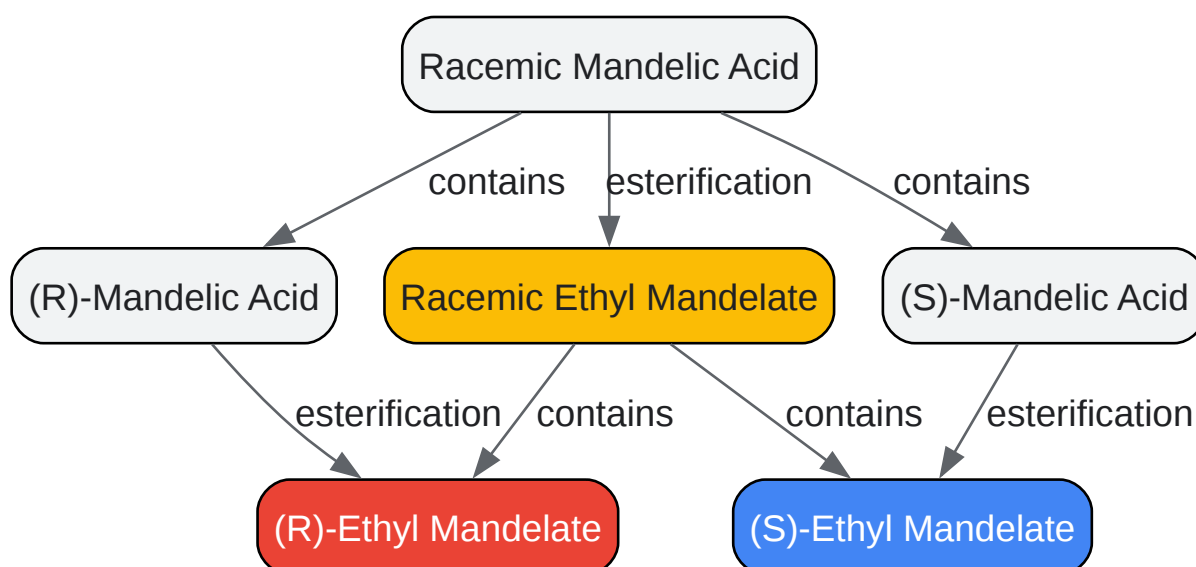 Racemic Mandelic Acid
contains
esterification
contains
(R)-Mandelic Acid
Racemic Ethyl Mandelate
(S)-Mandelic Acid
esterification
contains
contains
esterification
(R)-Ethyl Mandelate
(S)-Ethyl Mandelate